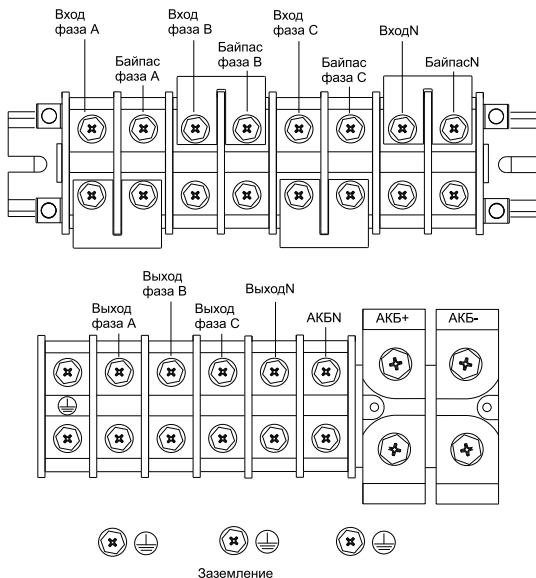 Вход
фаза A
Байпас
фаза A
Вход
фаза B
Байпас
фаза B
Вход
фаза C
Байпас
фаза C
ВходN
БайпасN
Выход
фаза A
Выход
фаза B
Выход
фаза C
ВыходN
АКБN
АКБ+
АКБ-
Заземление